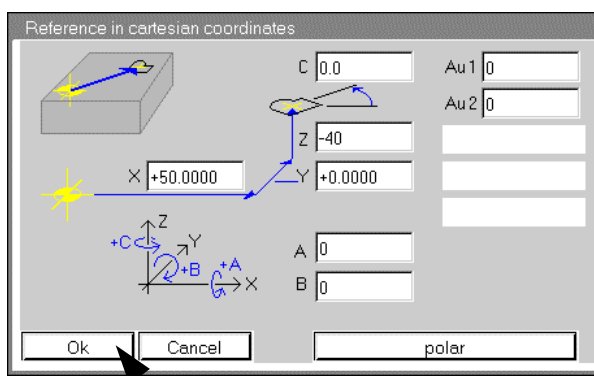 Reference in cartesian coordinates
C 0.0 Au1 0
Au2 0
Z -40
X +50.0000 Y +0.0000
Z
+C Y
+B +A X
A 0
B 0
Ok Cancel polar